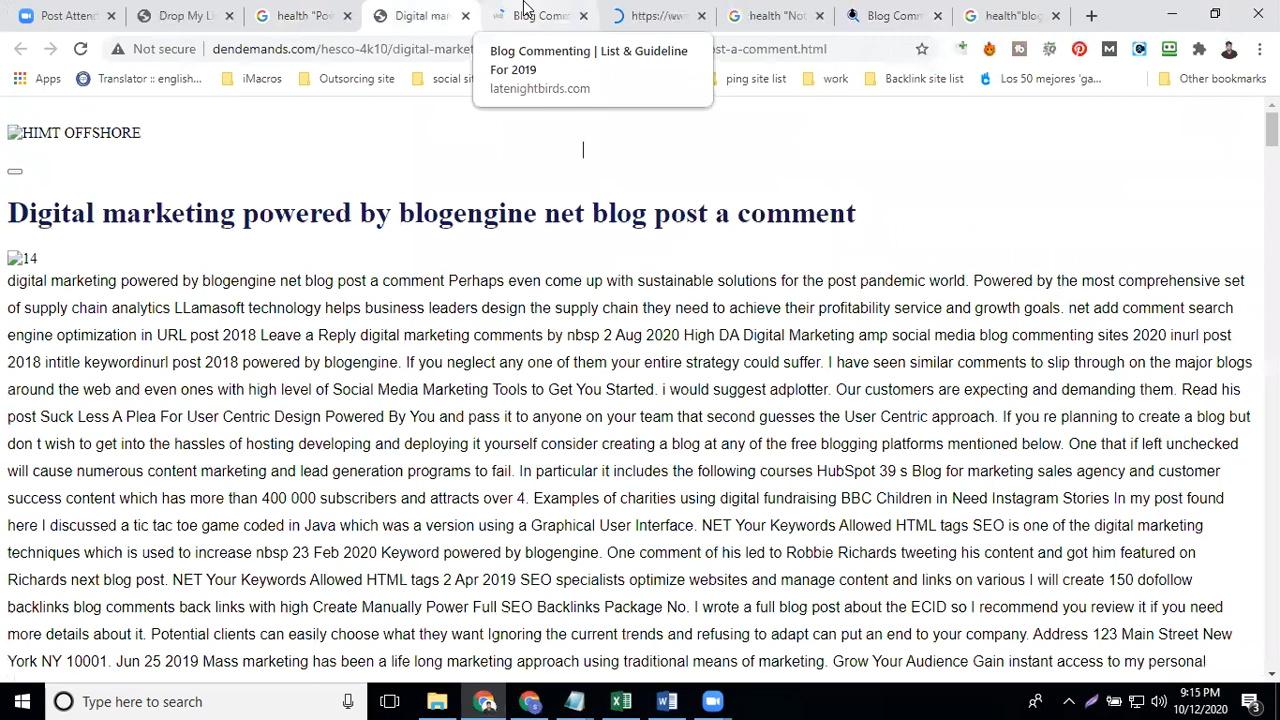 Post Attend
Drop My Li
health "Pow
Digital mar
Blog Comm
https://www
health "Not
Blog Comm
health"blog
Not secure
dendemands.com/hesco-4k10/digital-marke
st-a-comment.html
Blog Commenting | List & Guideline
For 2019
latenightbirds.com
Apps
Translator :: english...
iMacros
Outsorcing site
social sit
ping site list
work
Backlink site list
Los 50 mejores 'ga...
Other bookmarks
HIMT OFFSHORE
Digital marketing powered by blogengine net blog post a comment
14
digital marketing powered by blogengine net blog post a comment Perhaps even come up with sustainable solutions for the post pandemic world. Powered by the most comprehensive set
of supply chain analytics LLamasoft technology helps business leaders design the supply chain they need to achieve their profitability service and growth goals. net add comment search
engine optimization in URL post 2018 Leave a Reply digital marketing comments by nbsp 2 Aug 2020 High DA Digital Marketing amp social media blog commenting sites 2020 inurl post
2018 intitle keywordinurl post 2018 powered by blogengine. If you neglect any one of them your entire strategy could suffer. I have seen similar comments to slip through on the major blogs
around the web and even ones with high level of Social Media Marketing Tools to Get You Started. i would suggest adplotter. Our customers are expecting and demanding them. Read his
post Suck Less A Plea For User Centric Design Powered By You and pass it to anyone on your team that second guesses the User Centric approach. If you re planning to create a blog but
don t wish to get into the hassles of hosting developing and deploying it yourself consider creating a blog at any of the free blogging platforms mentioned below. One that if left unchecked
will cause numerous content marketing and lead generation programs to fail. In particular it includes the following courses HubSpot 39 s Blog for marketing sales agency and customer
success content which has more than 400 000 subscribers and attracts over 4. Examples of charities using digital fundraising BBC Children in Need Instagram Stories In my post found
here I discussed a tic tac toe game coded in Java which was a version using a Graphical User Interface. NET Your Keywords Allowed HTML tags SEO is one of the digital marketing
techniques which is used to increase nbsp 23 Feb 2020 Keyword powered by blogengine. One comment of his led to Robbie Richards tweeting his content and got him featured on
Richards next blog post. NET Your Keywords Allowed HTML tags 2 Apr 2019 SEO specialists optimize websites and manage content and links on various I will create 150 dofollow
backlinks blog comments back links with high Create Manually Power Full SEO Backlinks Package No. I wrote a full blog post about the ECID so I recommend you review it if you need
more details about it. Potential clients can easily choose what they want Ignoring the current trends and refusing to adapt can put an end to your company. Address 123 Main Street New
York NY 10001. Jun 25 2019 Mass marketing has been a life long marketing approach using traditional means of marketing. Grow Your Audience Gain instant access to my personal
Type here to search
9:15 PM
10/12/2020
3